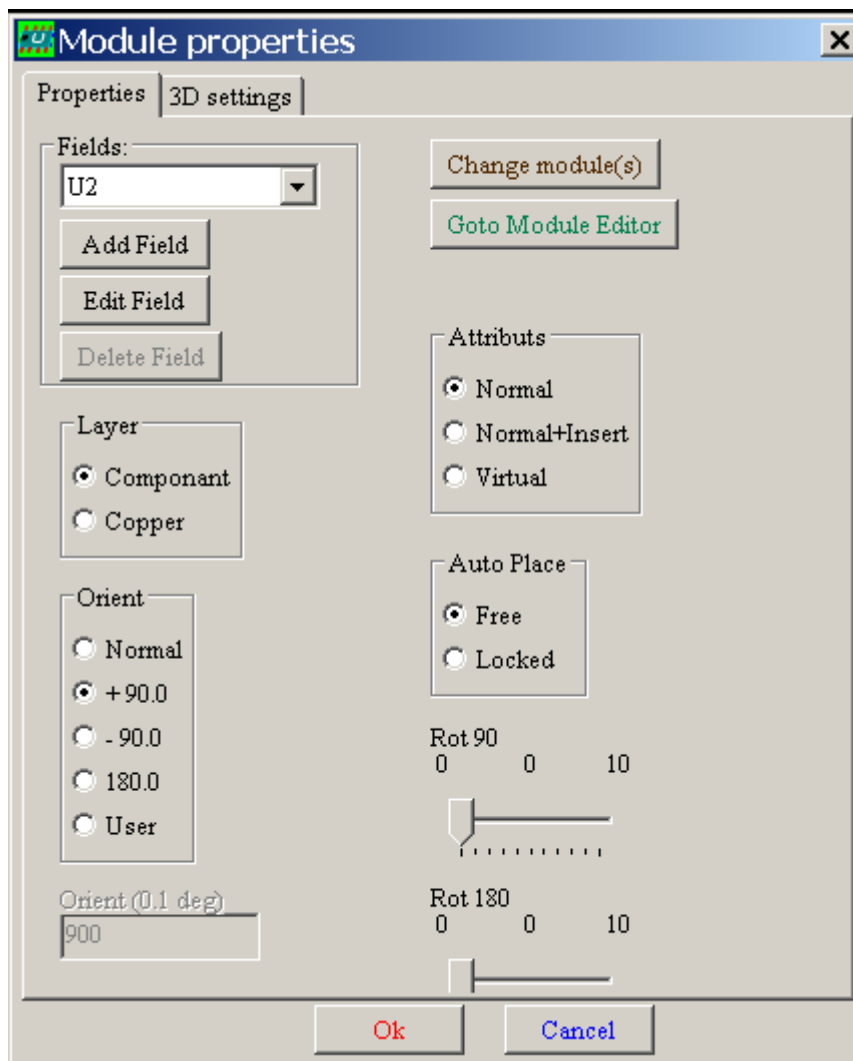 Module properties
Properties
3D settings
Fields:
U2
Add Field
Edit Field
Delete Field
Layer
Componant
Copper
Orient
Normal
+ 90.0
- 90.0
180.0
User
Orient (0.1 deg)
900
Change module(s)
Goto Module Editor
Attributs
Normal
Normal+Insert
Virtual
Auto Place
Free
Locked
Rot 90
0 0 10
Rot 180
0 0 10
Ok
Cancel